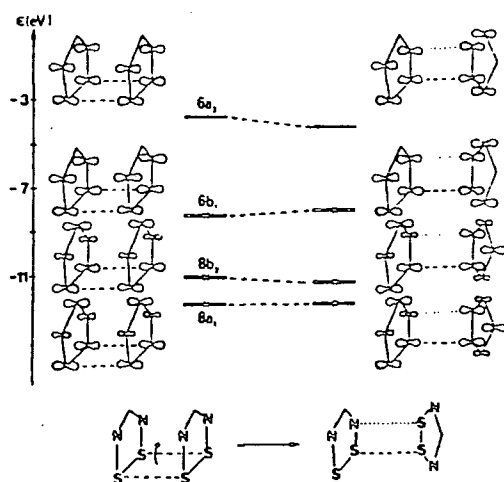 ε(eV)
-3
6a₂
-7
6b₁
-11
8b₂
8a₁
N N N N
S S S S
N N S N
S S
S N